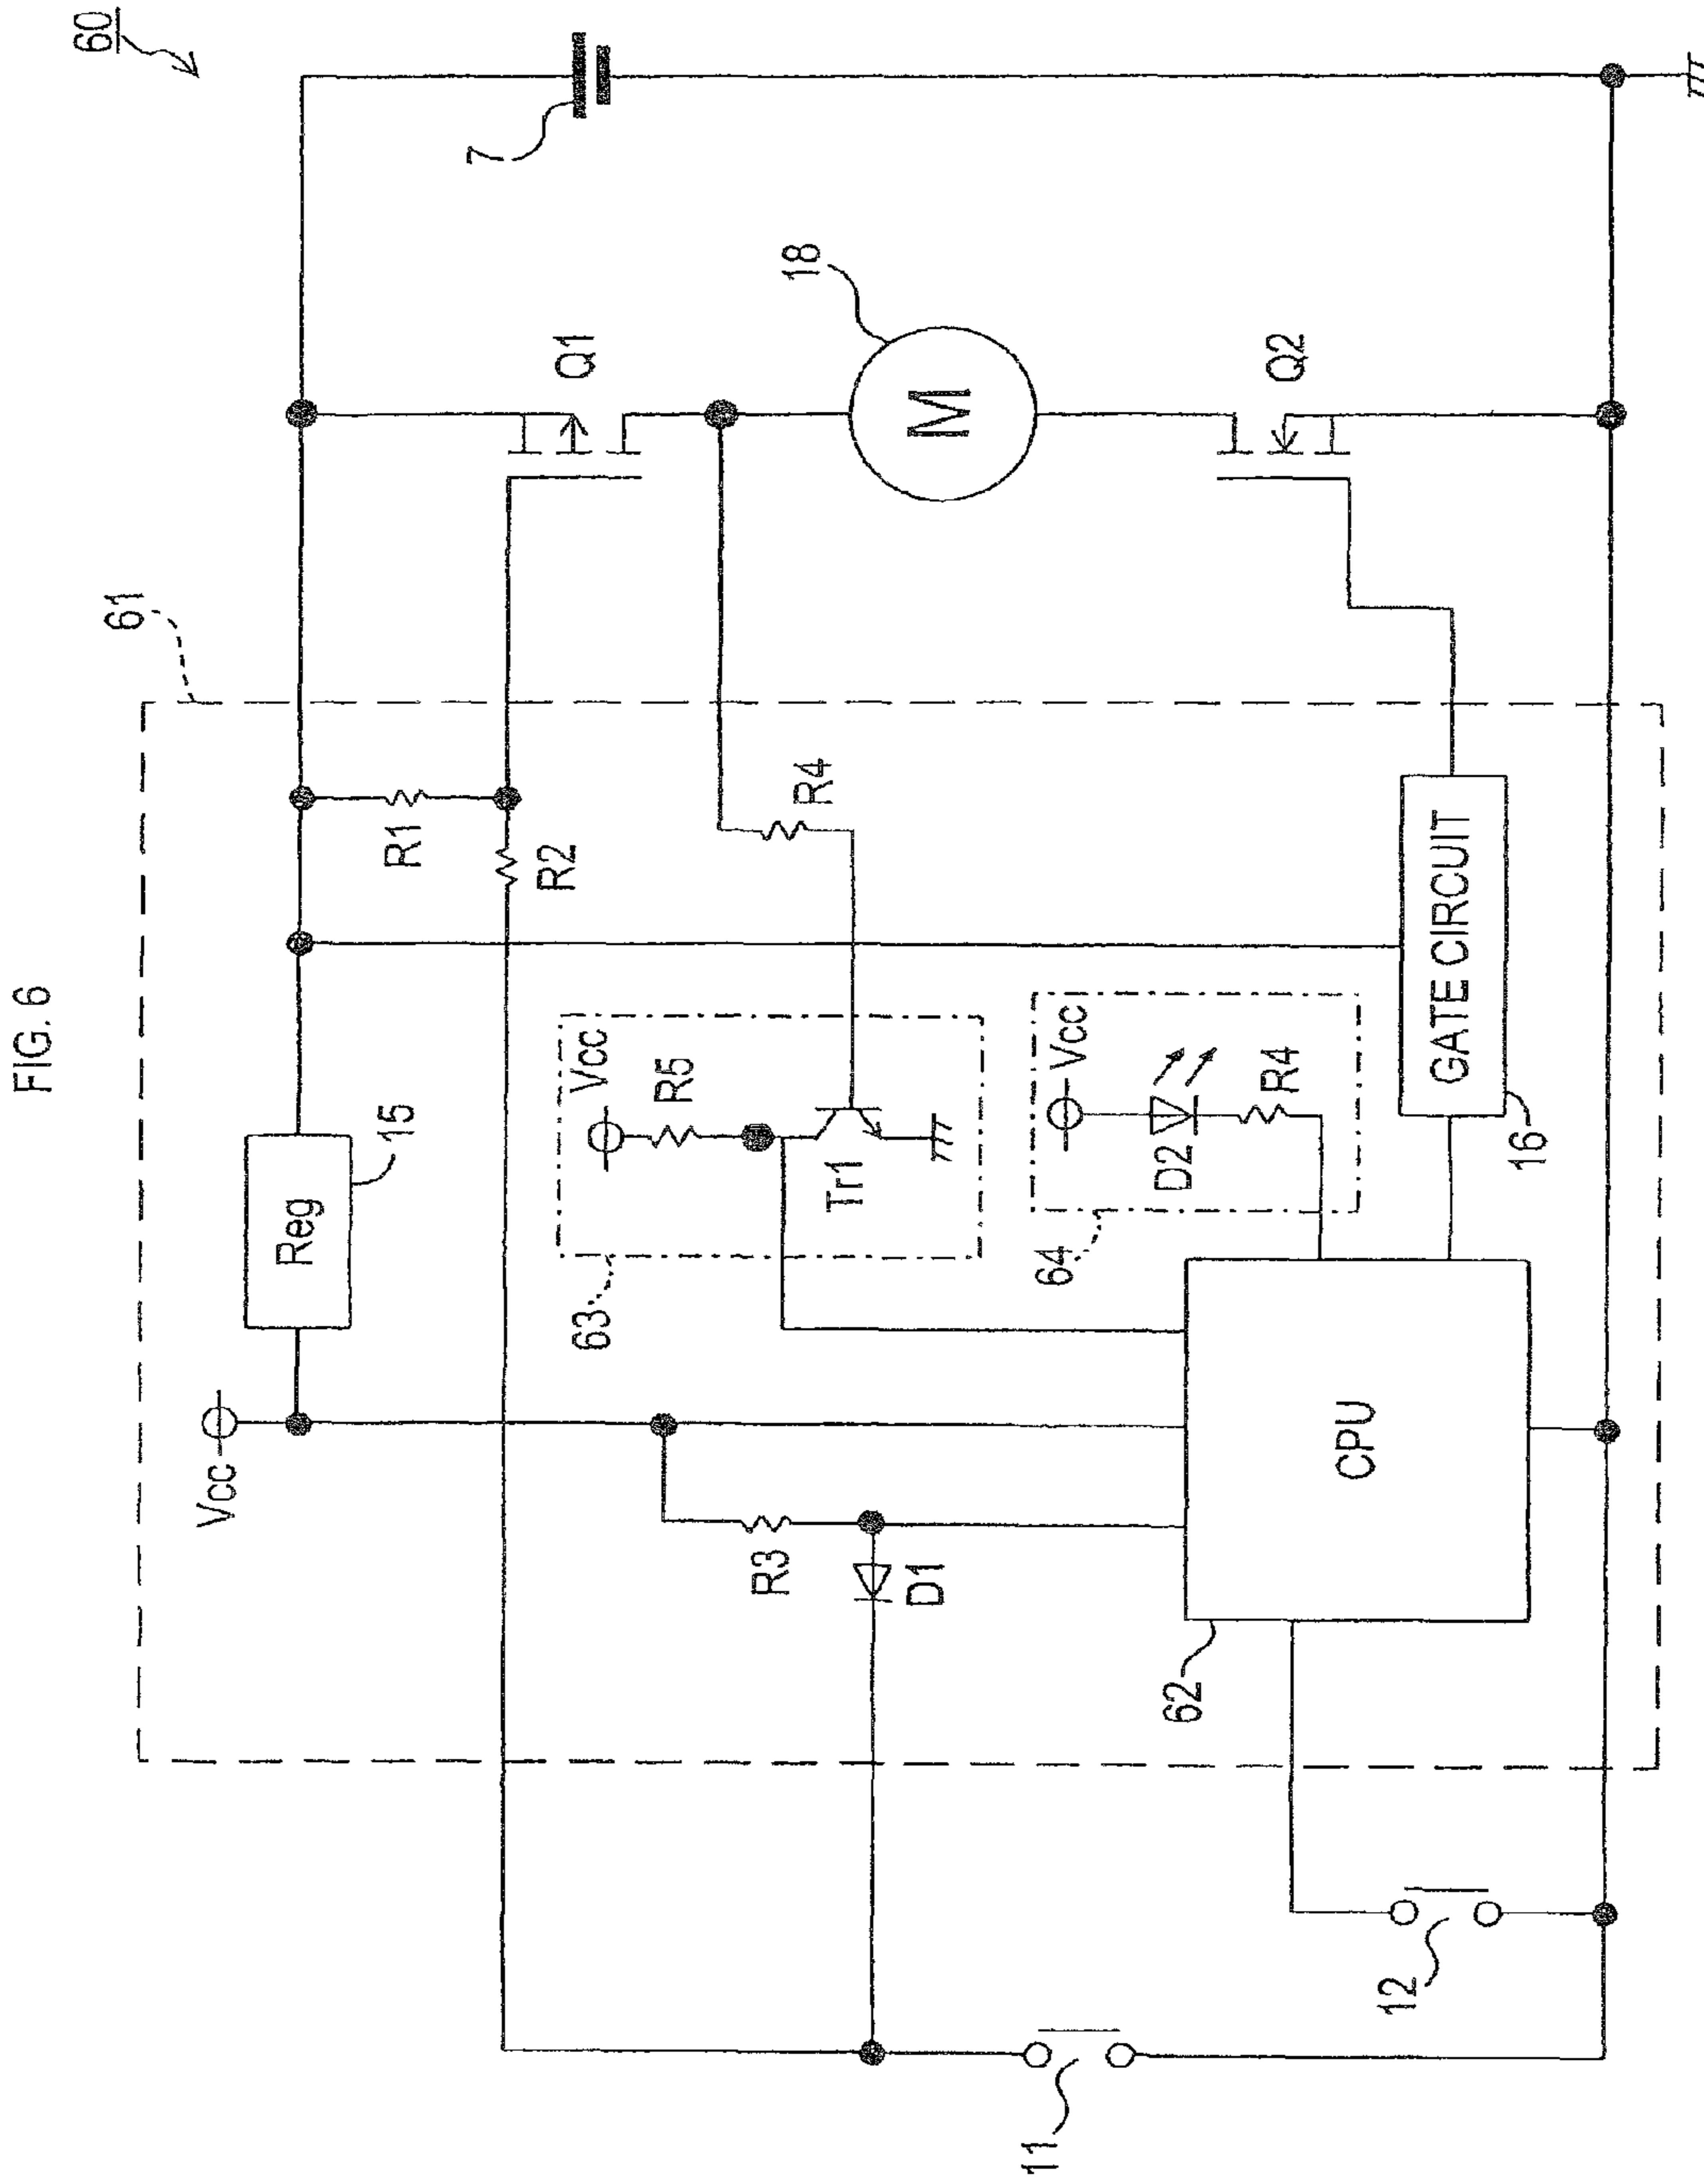 FIG. 6
60
61
Vcc
Reg
15
R1
R2
Q1
7
63
Vcc
R5
Tr1
R4
18
M
R3
D1
64
Vcc
D2
R4
Q2
62
CPU
GATE CIRCUIT
16
11
12